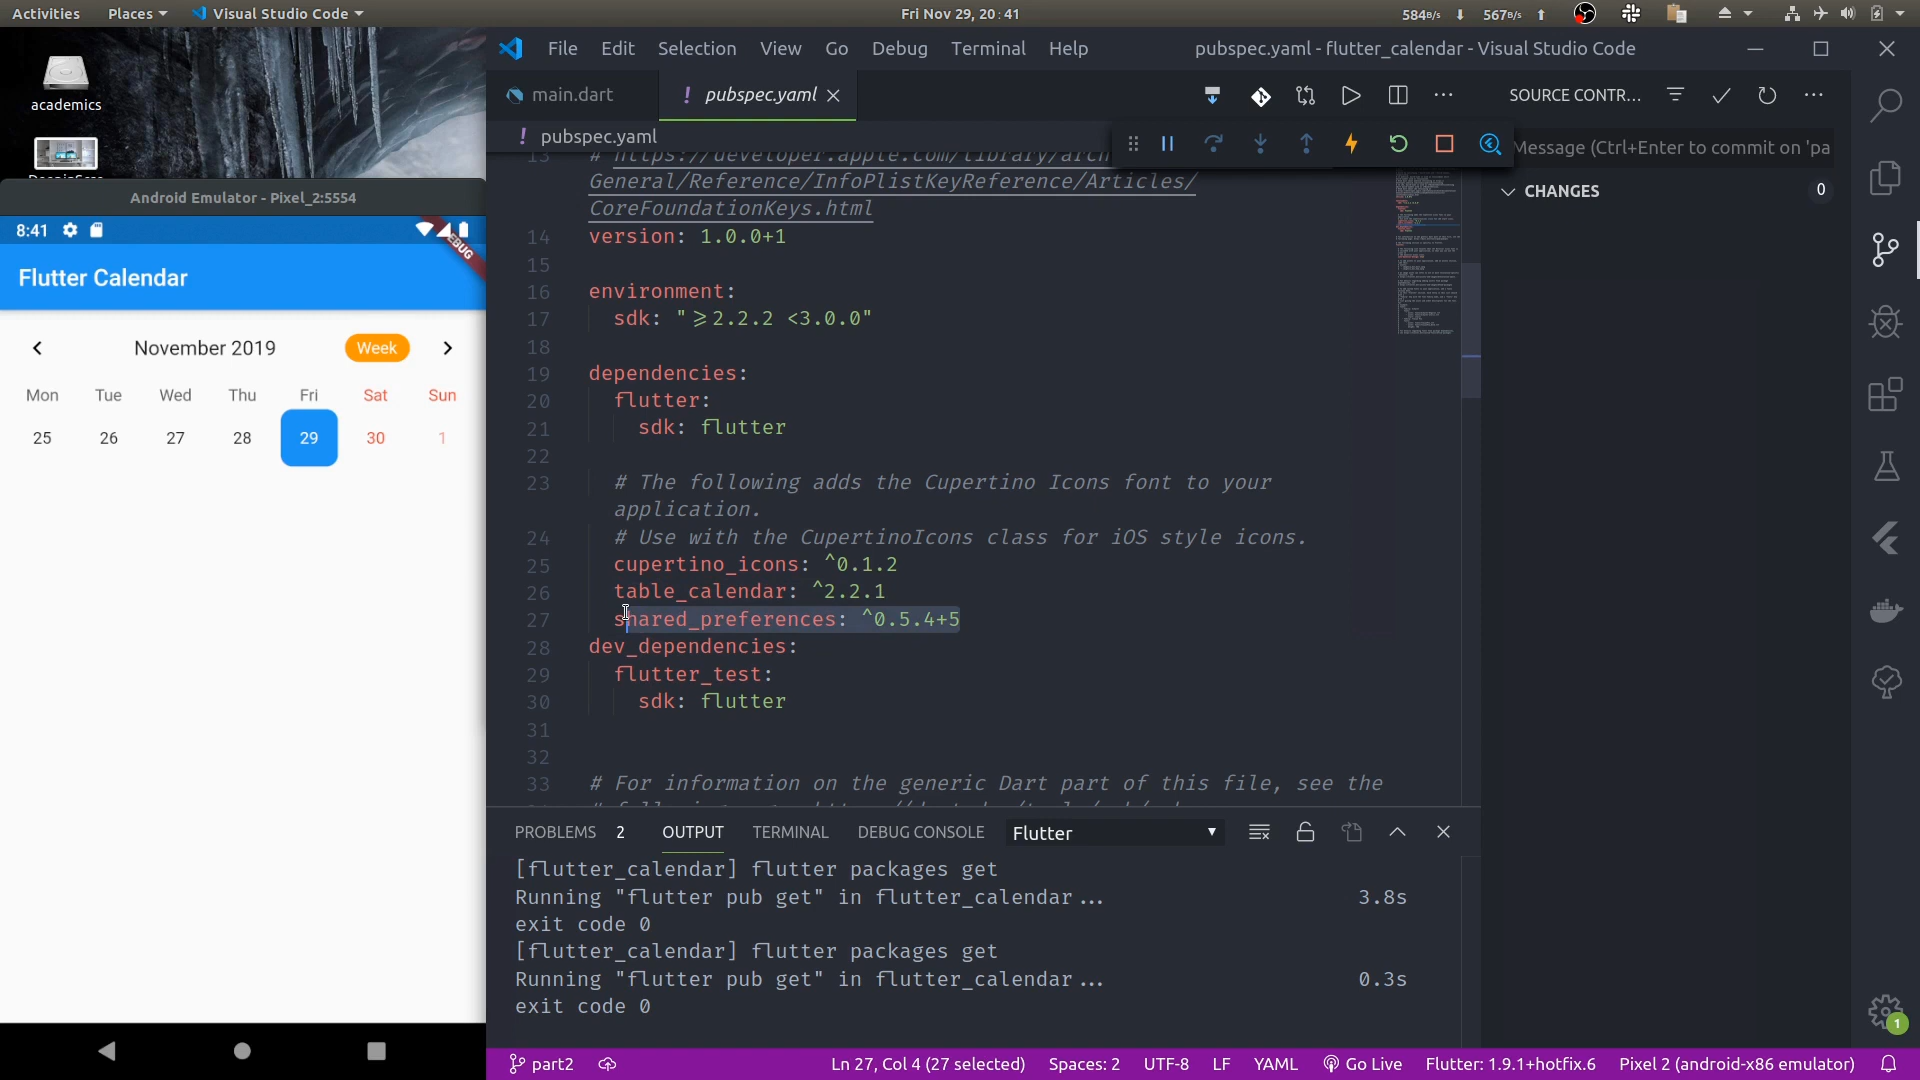 Activities Places Visual Studio Code Fri Nov 29, 20:41 584B/s 567B/s
academics
Android Emulator - Pixel_2:5554
8:41
Flutter Calendar
November 2019 Week
Mon Tue Wed Thu Fri Sat Sun
25 26 27 28 29 30 1
File Edit Selection View Go Debug Terminal Help pubspec.yaml - flutter_calendar - Visual Studio Code
main.dart ! pubspec.yaml
! pubspec.yaml
13 # https://developer.apple.com/library/arch
General/Reference/InfoPlistKeyReference/Articles/
CoreFoundationKeys.html
14 version: 1.0.0+1
15
16 environment:
17 sdk: ">=2.2.2 <3.0.0"
18
19 dependencies:
20 flutter:
21 sdk: flutter
22
23 # The following adds the Cupertino Icons font to your
application.
24 # Use with the CupertinoIcons class for iOS style icons.
25 cupertino_icons: ^0.1.2
26 table_calendar: ^2.2.1
27 shared_preferences: ^0.5.4+5
28 dev_dependencies:
29 flutter_test:
30 sdk: flutter
31
32
33 # For information on the generic Dart part of this file, see the
SOURCE CONTR...
Message (Ctrl+Enter to commit on 'pa
CHANGES 0
PROBLEMS 2 OUTPUT TERMINAL DEBUG CONSOLE Flutter
[flutter_calendar] flutter packages get
Running "flutter pub get" in flutter_calendar... 3.8s
exit code 0
[flutter_calendar] flutter packages get
Running "flutter pub get" in flutter_calendar... 0.3s
exit code 0
1
part2 Ln 27, Col 4 (27 selected) Spaces: 2 UTF-8 LF YAML Go Live Flutter: 1.9.1+hotfix.6 Pixel 2 (android-x86 emulator)